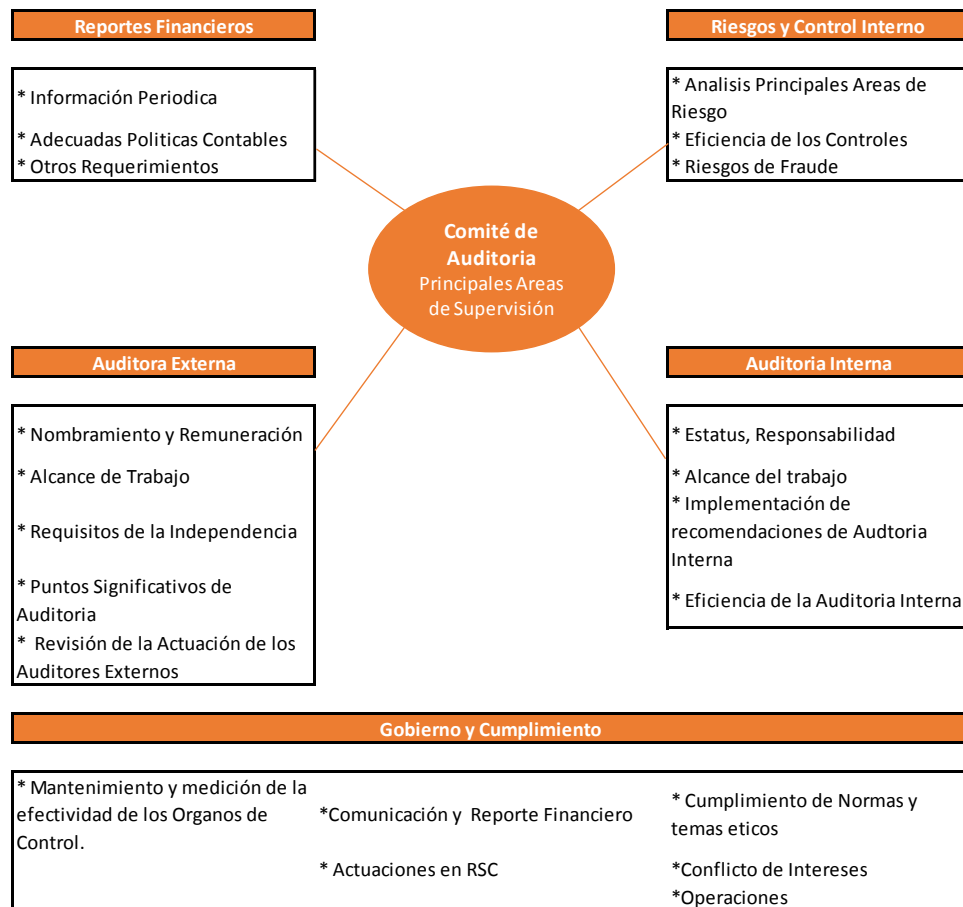 Reportes Financieros
* Información Periodica
* Adecuadas Politicas Contables
* Otros Requerimientos
Riesgos y Control Interno
* Analisis Principales Areas de
Riesgo
* Eficiencia de los Controles
* Riesgos de Fraude
Comité de
Auditoria
Principales Areas
de Supervisión
Auditora Externa
* Nombramiento y Remuneración
* Alcance de Trabajo
* Requisitos de la Independencia
* Puntos Significativos de
Auditoria
* Revisión de la Actuación de los
Auditores Externos
Auditoria Interna
* Estatus, Responsabilidad
* Alcance del trabajo
* Implementación de
recomendaciones de Audtoria
Interna
* Eficiencia de la Auditoria Interna
Gobierno y Cumplimiento
* Mantenimiento y medición de la
efectividad de los Organos de
Control.
*Comunicación y Reporte Financiero
* Actuaciones en RSC
* Cumplimiento de Normas y
temas eticos
*Conflicto de Intereses
*Operaciones